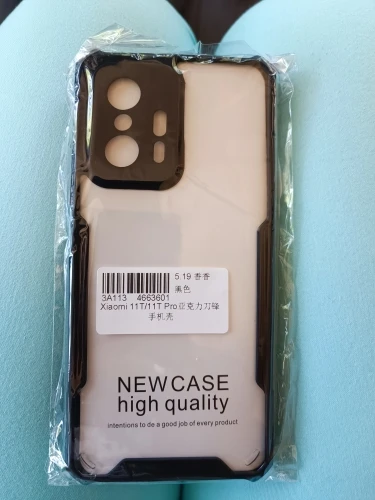 5.19 香香
黑色
3A113 4663601
Xiaomi 11T/11T Pro亚克力刀锋
手机壳
NEW CASE
high quality
intentions to do a good job of every product